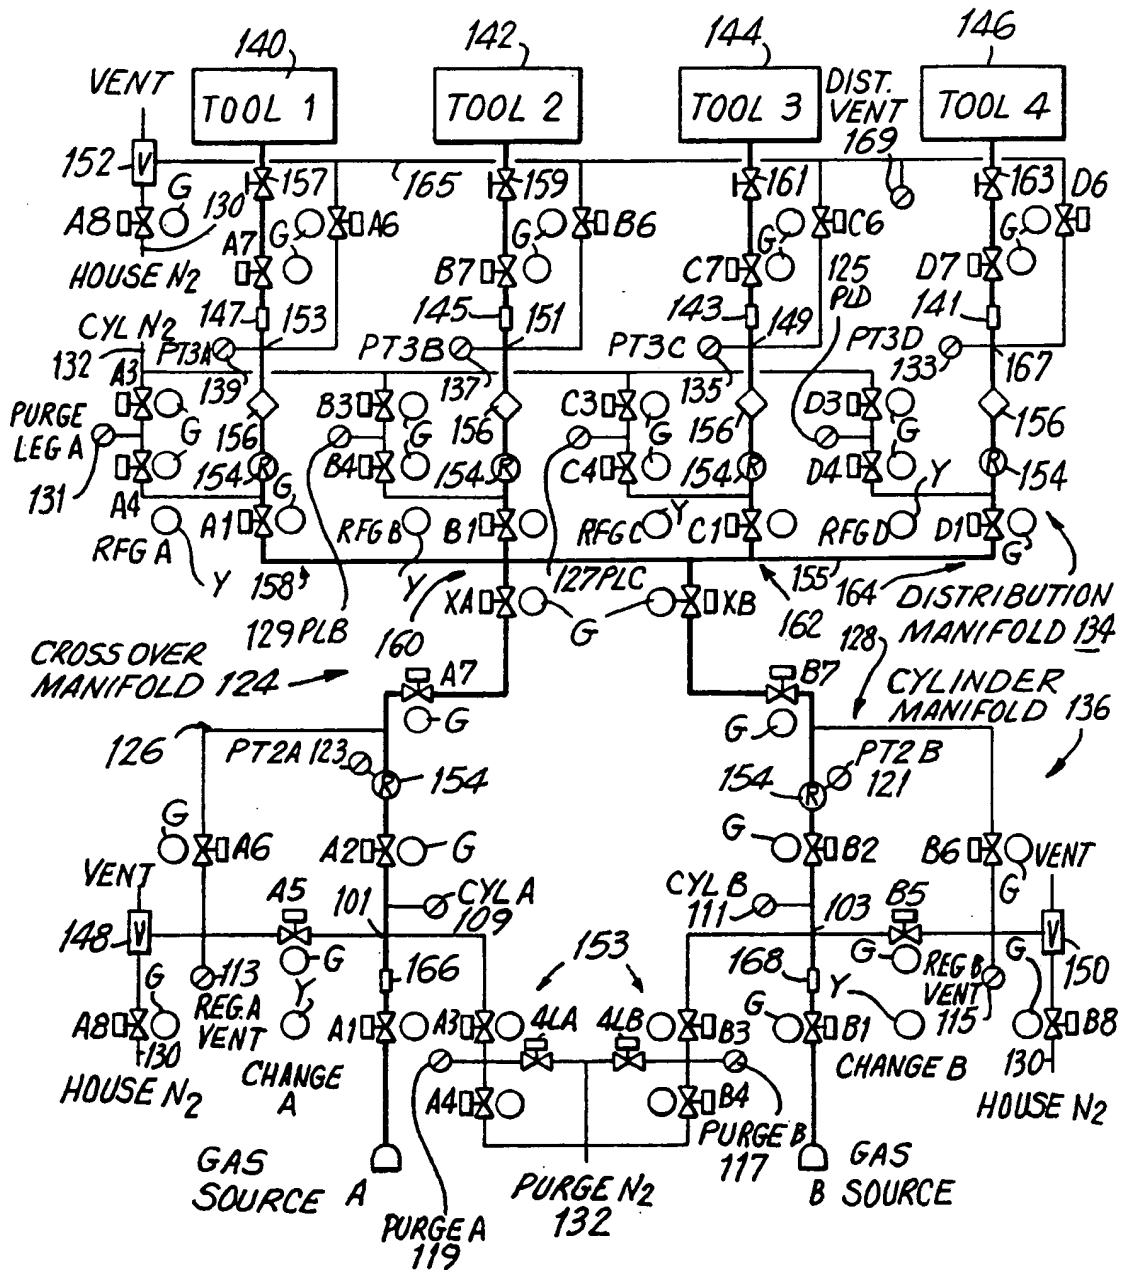 140 142 144 146
VENT TOOL 1 TOOL 2 TOOL 3 DIST. VENT 169 TOOL 4
152 V 157 165 159 161 163 D6
G 130 G G G G
A8 A7 A6 B6 C6
HOUSE N2 B7 C7 125 PLD D7
CYL N2 147 153 145 151 143 149 141
132 PT3A PT3B PT3C PT3D
A3 139 137 135 133 167
PURGE LEG A G B3 G C3 G D3 G
156 156 156 156
131 A4 G R 154 B4 R 154 C4 R 154 D4 Y R 154
RFG A A1 RFG B B1 RFG C Y C1 RFG D D1 G
Y 158 Y 127 PLC 155 164
129 PLB 160 XA G XB 162 DISTRIBUTION
MANIFOLD 134
CROSS OVER
MANIFOLD 124 A7 B7 128 CYLINDER
MANIFOLD 136
G G
126 PT2A 123 PT2B 121
R 154 154 R
G A6 A2 G G B2 B6 G
VENT A5 CYL A 109 CYL B 111 B5 VENT
101 103
148 V G 166 153 168 G G V 150
113 REG. A VENT REG B VENT 115
G Y 4LA 4LB G Y
A8 A1 A3 B3 B1 B8
130 CHANGE A CHANGE B 130
HOUSE N2 A4 B4 HOUSE N2
PURGE B
117
GAS
SOURCE A PURGE N2
132 B GAS
SOURCE
PURGE A
119